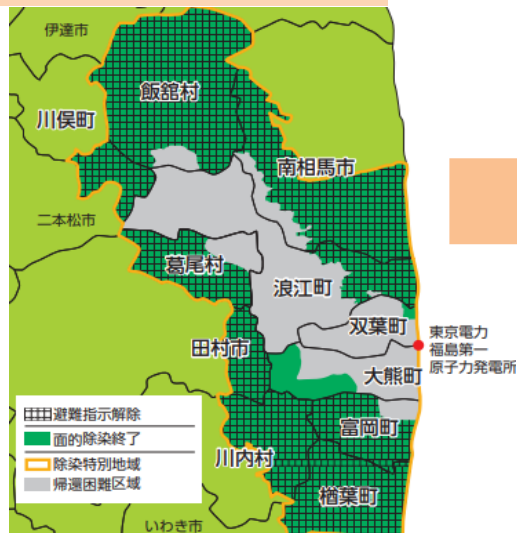 伊達市
飯舘村
川俣町
南相馬市
二本松市
葛尾村
浪江町
双葉町
東京電力
福島第一
原子力発電所
田村市
大熊町
避難指示解除
面的除染終了
除染特別地域
帰還困難区域
富岡町
川内村
楢葉町
いわき市